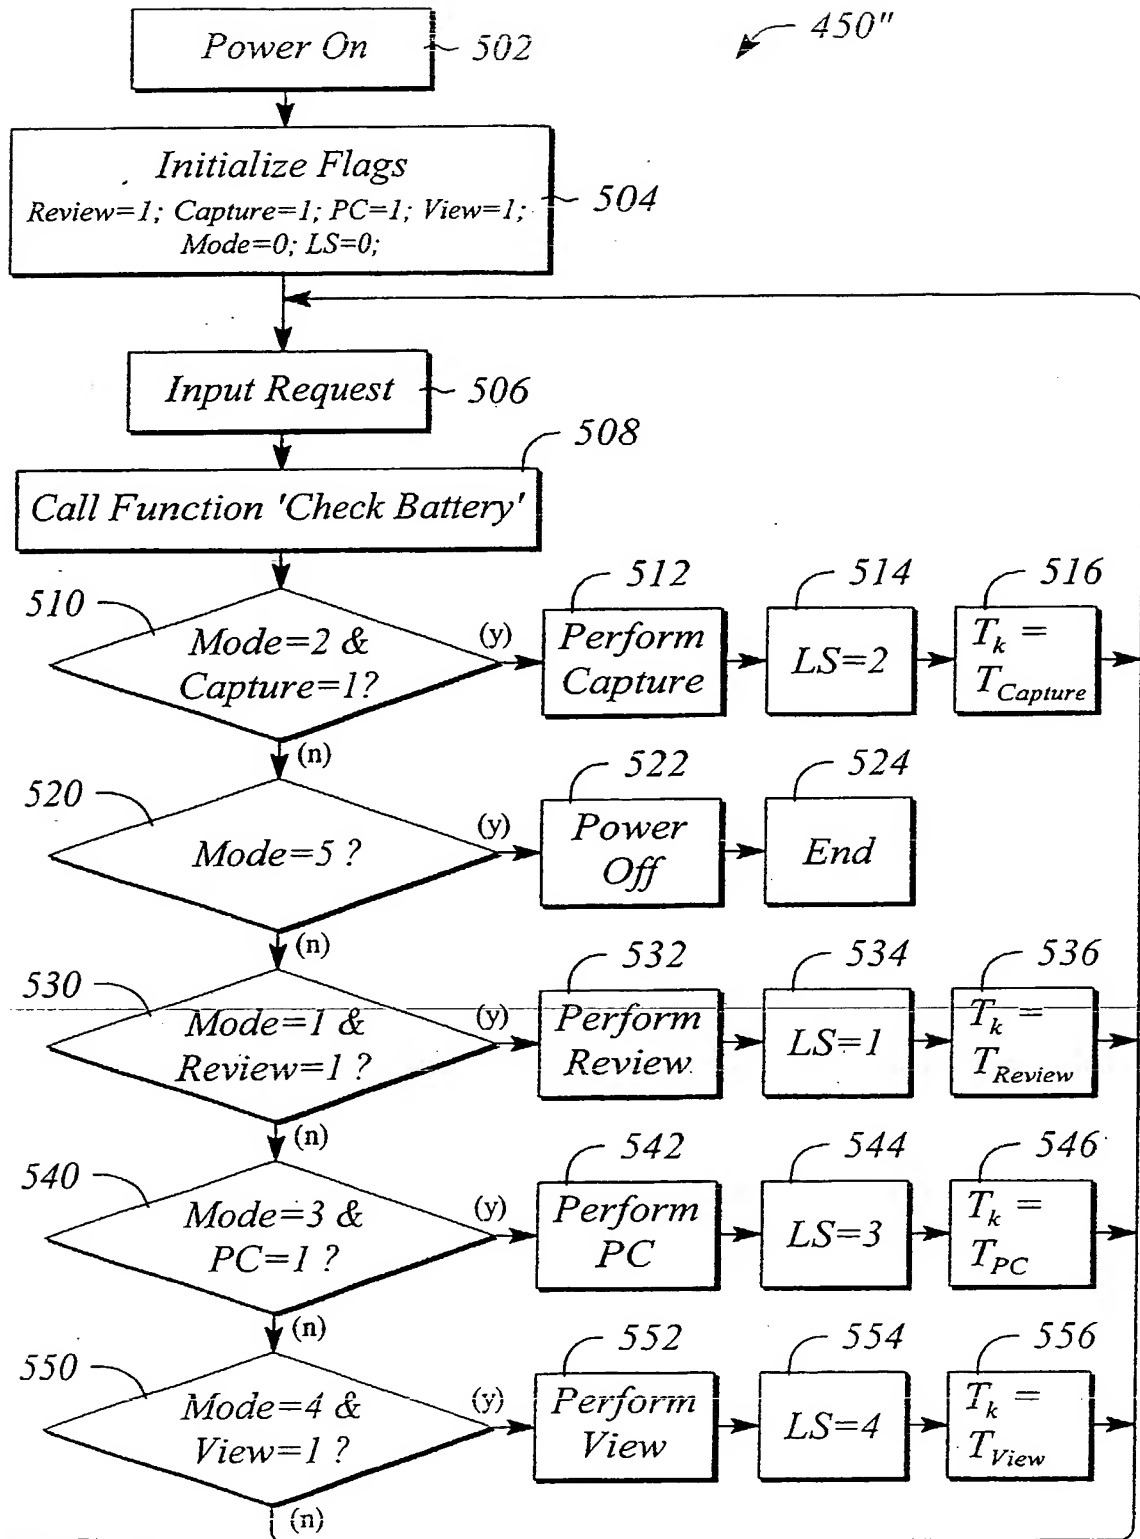 Power On
502
450"
Initialize Flags
Review=1; Capture=1; PC=1; View=1;
Mode=0; LS=0;
504
Input Request
506
508
Call Function 'Check Battery'
510
Mode=2 &
Capture=1?
(y)
512
Perform
Capture
514
LS=2
516
T_k =
T_Capture
(n)
520
Mode=5 ?
(y)
522
Power
Off
524
End
(n)
530
Mode=1 &
Review=1 ?
(y)
532
Perform
Review
534
LS=1
536
T_k =
T_Review
(n)
540
Mode=3 &
PC=1 ?
(y)
542
Perform
PC
544
LS=3
546
T_k =
T_PC
(n)
550
Mode=4 &
View=1 ?
(y)
552
Perform
View
554
LS=4
556
T_k =
T_View
(n)